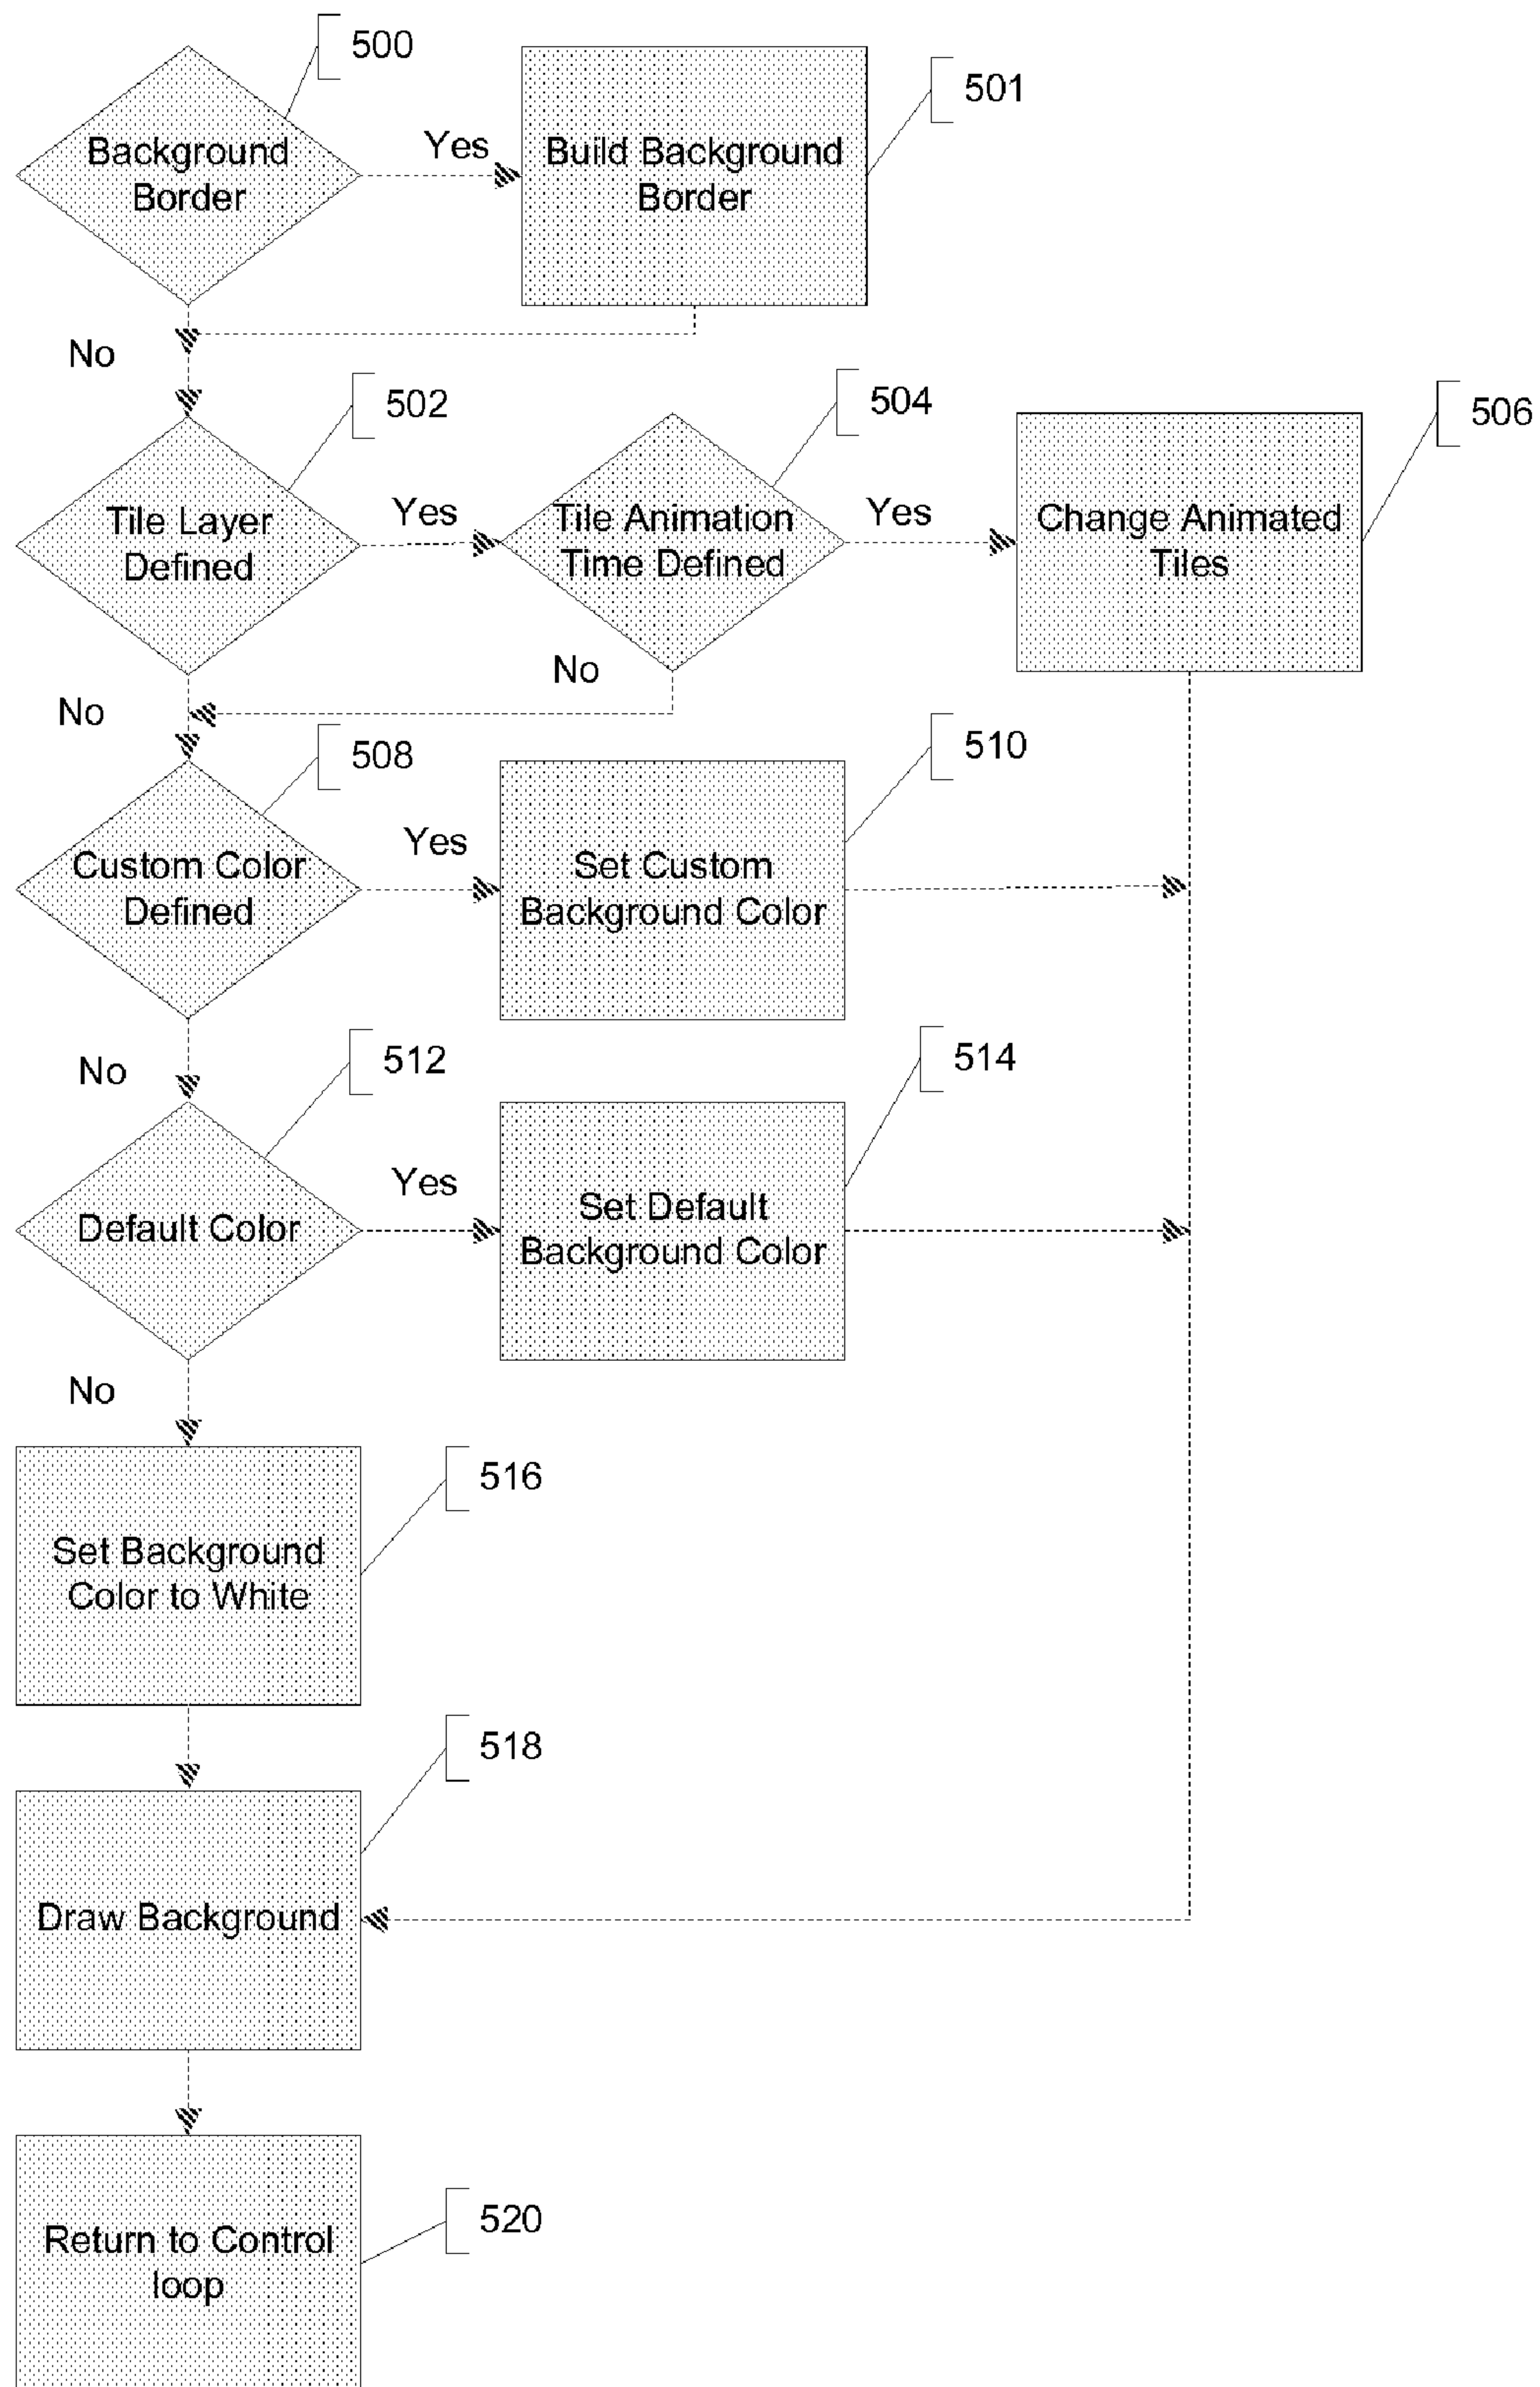 500
501
Background
Border
Yes
Build Background
Border
No
502
504
506
Tile Layer
Defined
Yes
Tile Animation
Time Defined
Yes
Change Animated
Tiles
No
No
508
510
Custom Color
Defined
Yes
Set Custom
Background Color
No
512
514
Default Color
Yes
Set Default
Background Color
No
516
Set Background
Color to White
518
Draw Background
520
Return to Control
loop